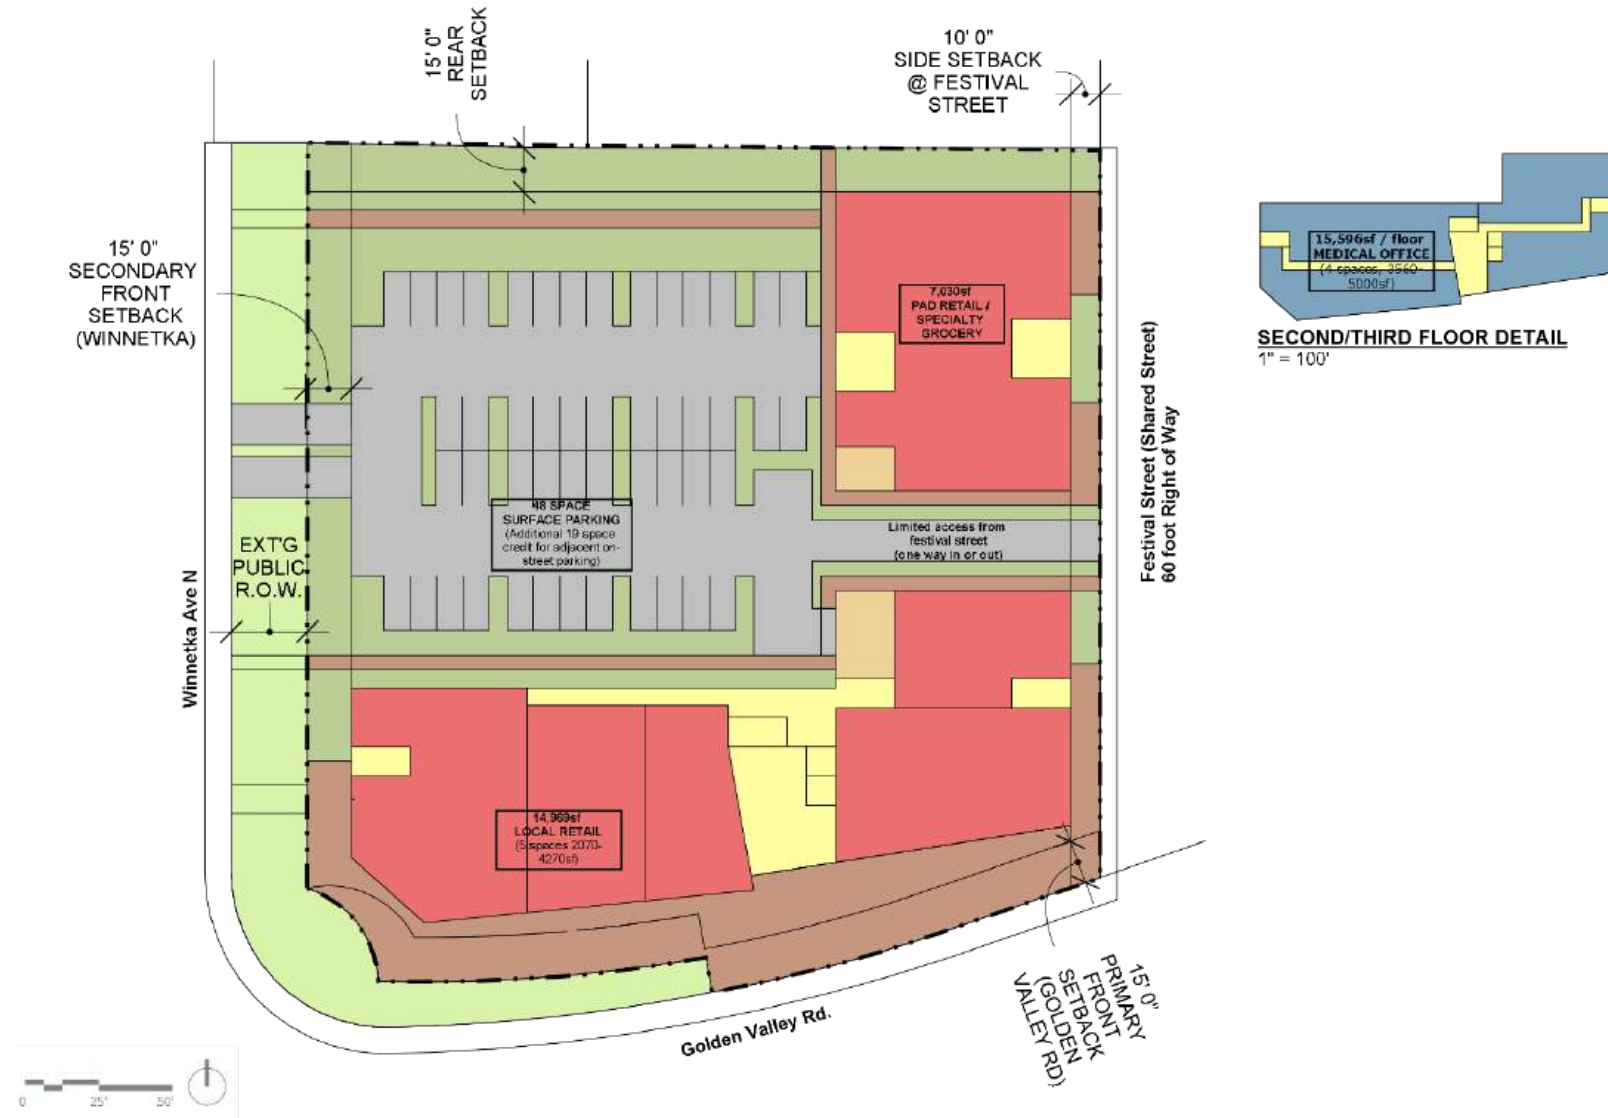 15' 0"
REAR
SETBACK
10' 0"
SIDE SETBACK
@ FESTIVAL
STREET
15' 0"
SECONDARY
FRONT
SETBACK
(WINNETKA)
7,030sf
PAD RETAIL /
SPECIALTY
GROCERY
15,596sf / floor
MEDICAL OFFICE
(4 spaces, 3560-
5000sf)
SECOND/THIRD FLOOR DETAIL
1" = 100'
Festival Street (Shared Street)
60 foot Right of Way
48 SPACE
SURFACE PARKING
(Additional 19 space
credit for adjacent on-
street parking)
Limited access from
festival street
(one way in or out)
EXT'G
PUBLIC
R.O.W.
Winnetka Ave N
14,969sf
LOCAL RETAIL
(5 spaces 2070-
4270sf)
15' 0"
PRIMARY
FRONT
SETBACK
(GOLDEN
VALLEY RD)
Golden Valley Rd.
0 25' 50'